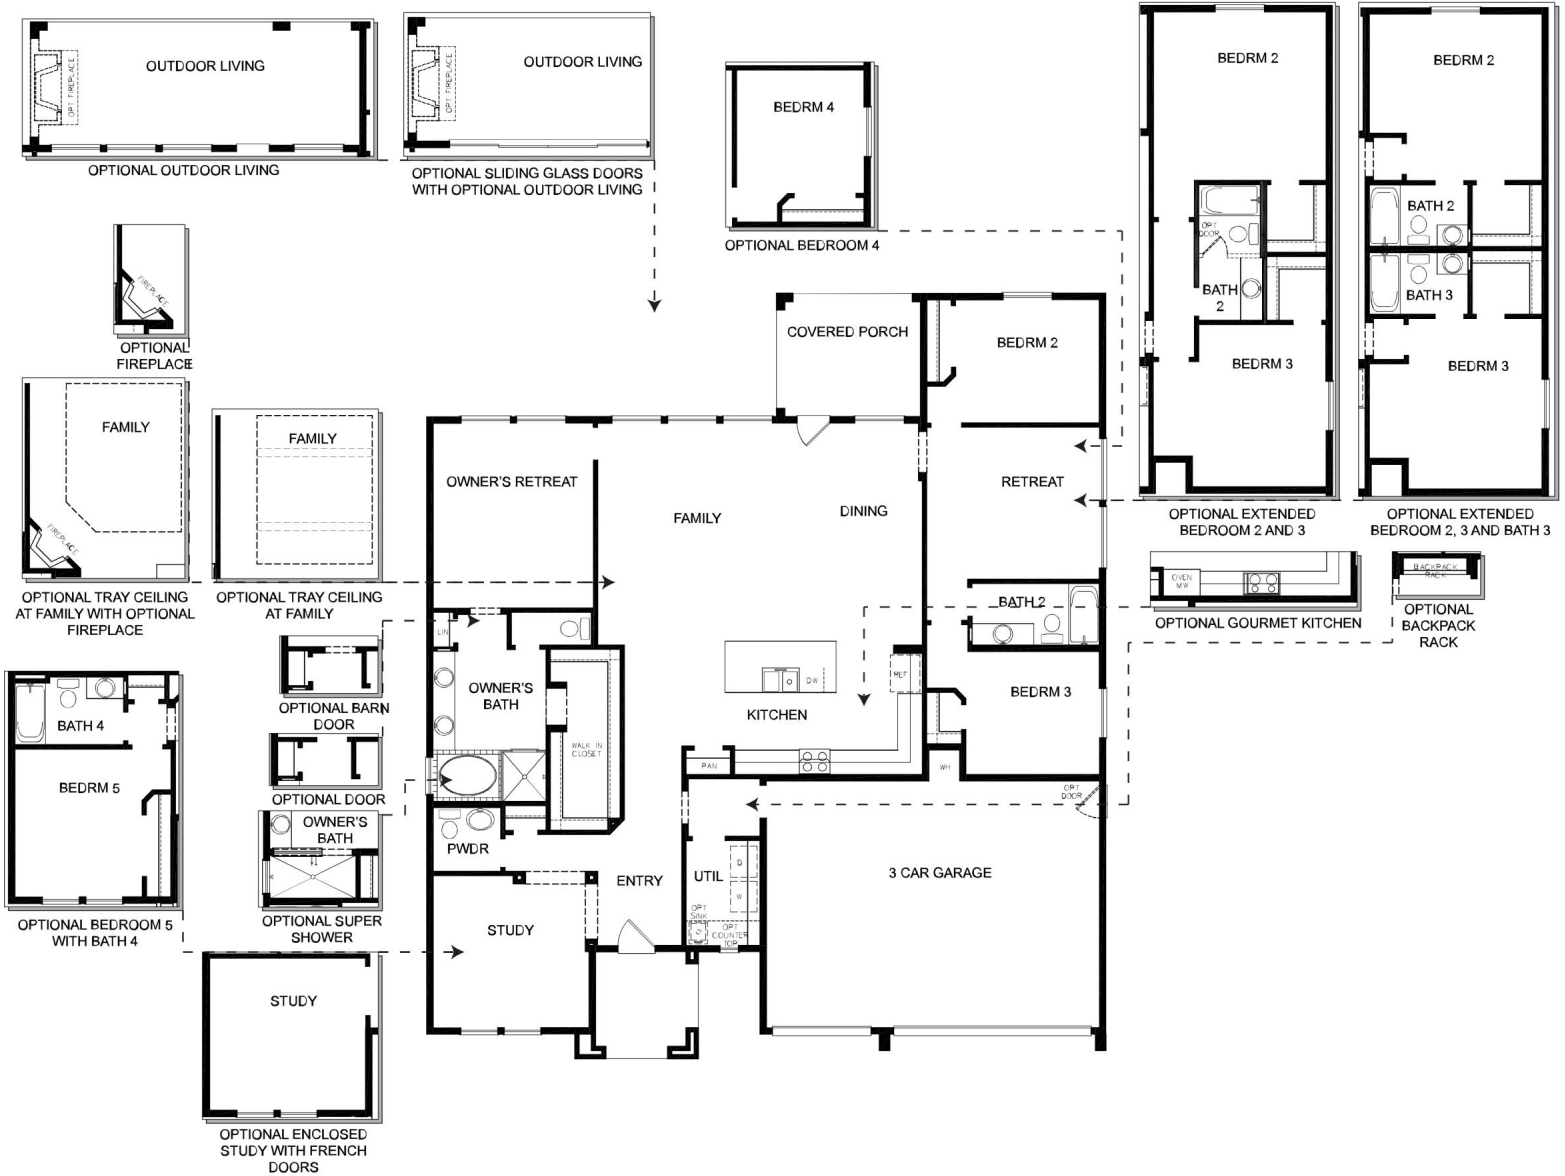 OUTDOOR LIVING
OPT FIREPLACE
OPTIONAL OUTDOOR LIVING
OUTDOOR LIVING
OPT FIREPLACE
OPTIONAL SLIDING GLASS DOORS
WITH OPTIONAL OUTDOOR LIVING
BEDRM 4
OPTIONAL BEDROOM 4
BEDRM 2
OPT
DOOR
BATH
2
BEDRM 3
OPTIONAL EXTENDED
BEDROOM 2 AND 3
BEDRM 2
BATH 2
BATH 3
BEDRM 3
OPTIONAL EXTENDED
BEDROOM 2, 3 AND BATH 3
FIREPLACE
OPTIONAL
FIREPLACE
FAMILY
FIREPLACE
OPTIONAL TRAY CEILING
AT FAMILY WITH OPTIONAL
FIREPLACE
FAMILY
OPTIONAL TRAY CEILING
AT FAMILY
OVEN
MW
OPTIONAL GOURMET KITCHEN
BACKPACK
RACK
OPTIONAL
BACKPACK
RACK
OPTIONAL BARN
DOOR
OPTIONAL DOOR
OWNER'S
BATH
OPTIONAL SUPER
SHOWER
BATH 4
BEDRM 5
OPTIONAL BEDROOM 5
WITH BATH 4
STUDY
OPTIONAL ENCLOSED
STUDY WITH FRENCH
DOORS
COVERED PORCH
BEDRM 2
OWNER'S RETREAT
FAMILY
DINING
RETREAT
LIN
BATH 2
OWNER'S
BATH
WALK IN
CLOSET
DW
REF
KITCHEN
BEDRM 3
PAN
WH
OPT
DOOR
PWDR
ENTRY
UTIL
D
W
3 CAR GARAGE
STUDY
OPT
SINK
OPT
COUNTER
TOP